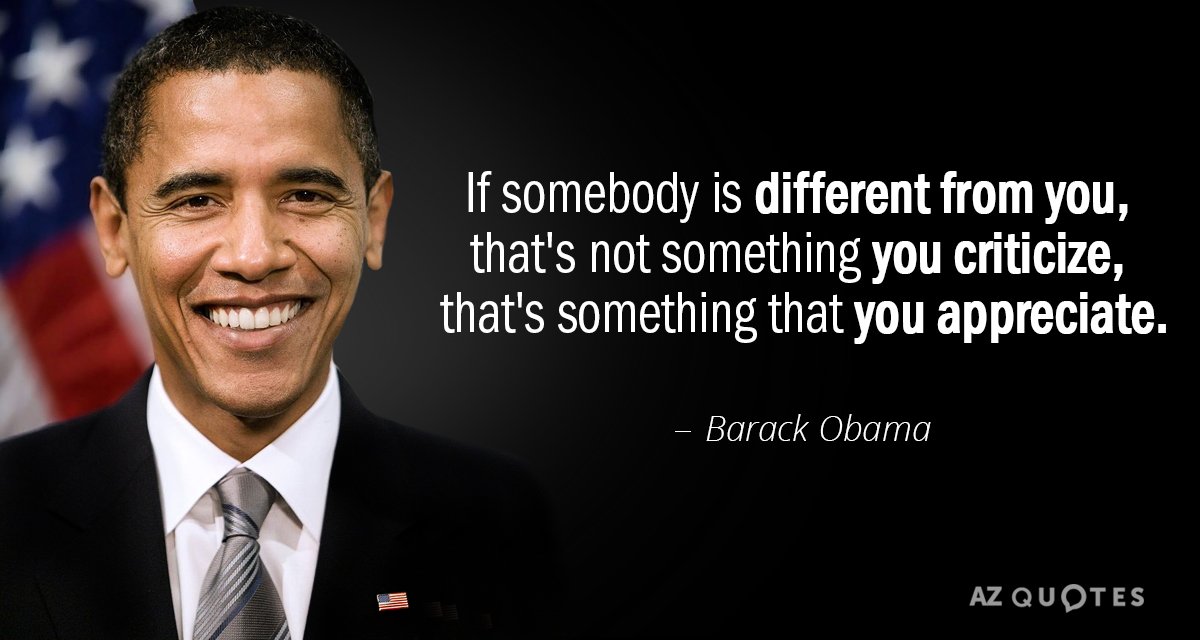 If somebody is different from you,
that's not something you criticize,
that's something that you appreciate.
– Barack Obama
AZ QUOTES